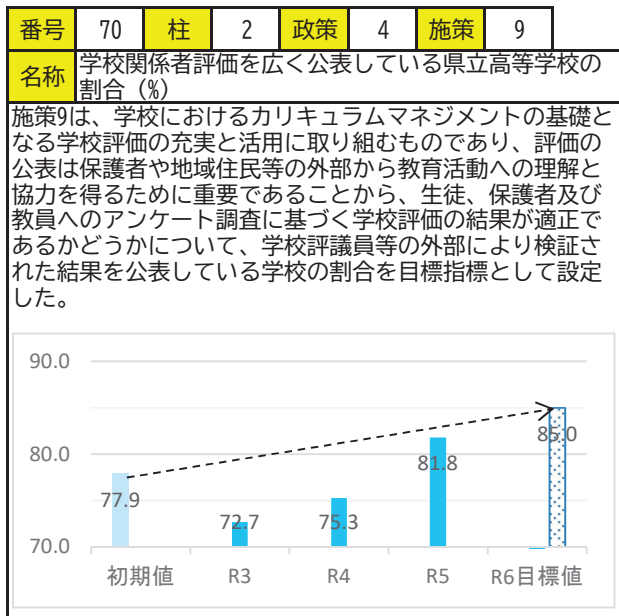 番号 70 柱 2 政策 4 施策 9
名称 学校関係者評価を広く公表している県立高等学校の
割合（%）
施策9は、学校におけるカリキュラムマネジメントの基礎と
なる学校評価の充実と活用に取り組むものであり、評価の
公表は保護者や地域住民等の外部から教育活動への理解と
協力を得るために重要であることから、生徒、保護者及び
教員へのアンケート調査に基づく学校評価の結果が適正で
あるかどうかについて、学校評議員等の外部により検証さ
れた結果を公表している学校の割合を目標指標として設定
した。
90.0
80.0
70.0
77.9
72.7
75.3
81.8
85.0
初期値 R3 R4 R5 R6目標値